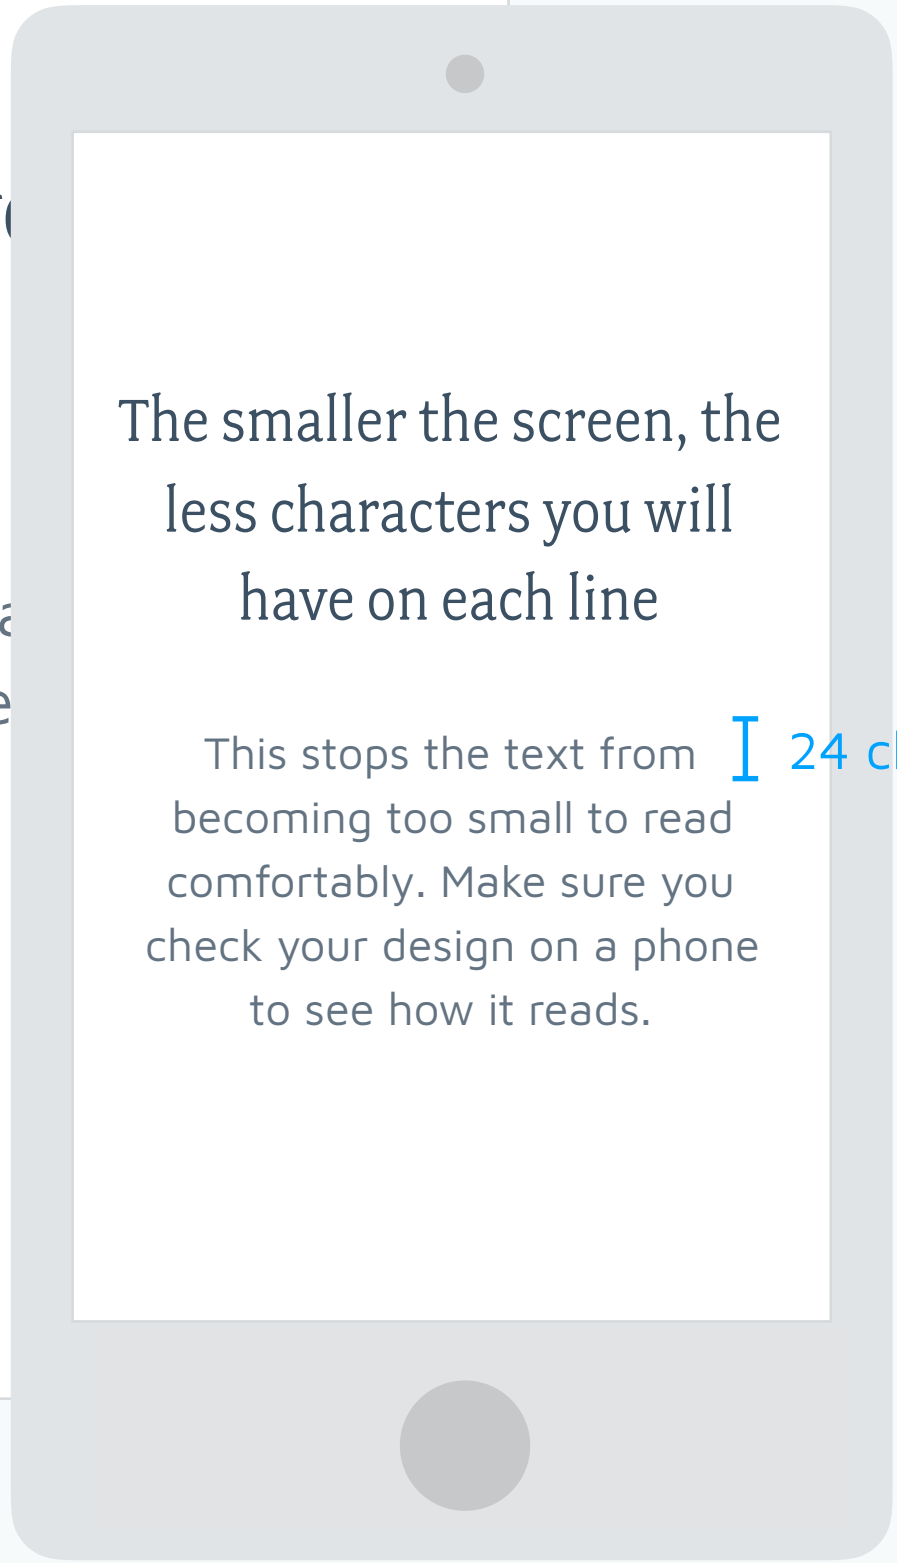 The smaller the screen, the
less characters you will
have on each line
This stops the text from
24
becoming too small to read
comfortably. Make sure you
check your design on a phone
to see how it reads.